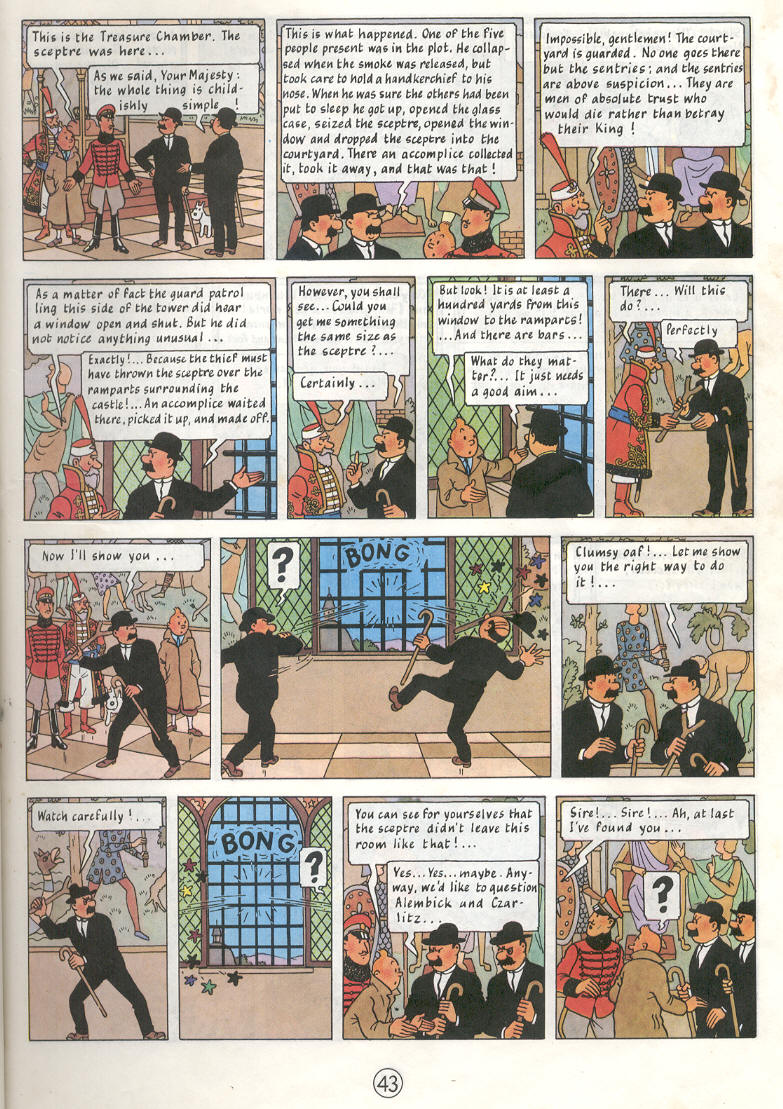 This is the Treasure Chamber. The
sceptre was here...
As we said, Your Majesty:
the whole thing is child-
ishly simple !
This is what happened. One of the five
people present was in the plot. He collap-
sed when the smoke was released, but
took care to hold a handkerchief to his
nose. When he was sure the others had been
put to sleep he got up, opened the glass
case, seized the sceptre, opened the win-
dow and dropped the sceptre into the
courtyard. There an accomplice collected
it, took it away, and that was that !
Impossible, gentlemen! The court-
yard is guarded. No one goes there
but the sentries; and the sentries
are above suspicion... They are
men of absolute trust who
would die rather than betray
their King !
As a matter of fact the guard patrol
ling this side of the tower did hear
a window open and shut. But he did
not notice anything unusual ...
Exactly!... Because the thief must
have thrown the sceptre over the
ramparts surrounding the
castle!... An accomplice waited
there, picked it up, and made off.
However, you shall
see... Could you
get me something
the same size as
the sceptre ?...
Certainly ...
But look! It is at least a
hundred yards from this
window to the ramparts!
...And there are bars...
What do they mat-
ter?... It just needs
a good aim ...
There ... Will this
do?...
Perfectly
Now I'll show you ...
?
BONG
Clumsy oaf !... Let me show
you the right way to do
it !...
Watch carefully !...
BONG
?
You can see for yourselves that
the sceptre didn't leave this
room like that !...
Yes... Yes... maybe. Any-
way, we'd like to question
Alembick and Czar-
litz...
Sire!... Sire !... Ah, at last
I've found you ...
?
43